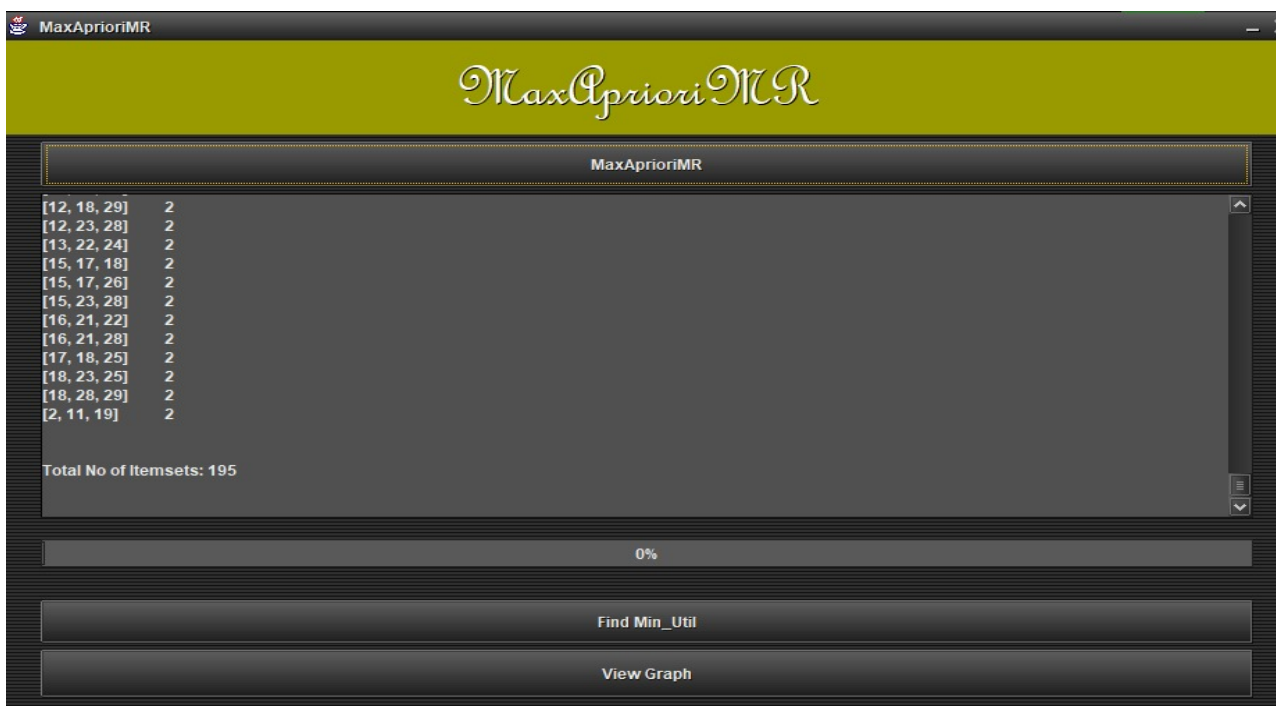 MaxAprioriMR
MaxAprioriMR
MaxAprioriMR
[12, 18, 29] 2
[12, 23, 28] 2
[13, 22, 24] 2
[15, 17, 18] 2
[15, 17, 26] 2
[15, 23, 28] 2
[16, 21, 22] 2
[16, 21, 28] 2
[17, 18, 25] 2
[18, 23, 25] 2
[18, 28, 29] 2
[2, 11, 19] 2
Total No of Itemsets: 195
0%
Find Min_Util
View Graph